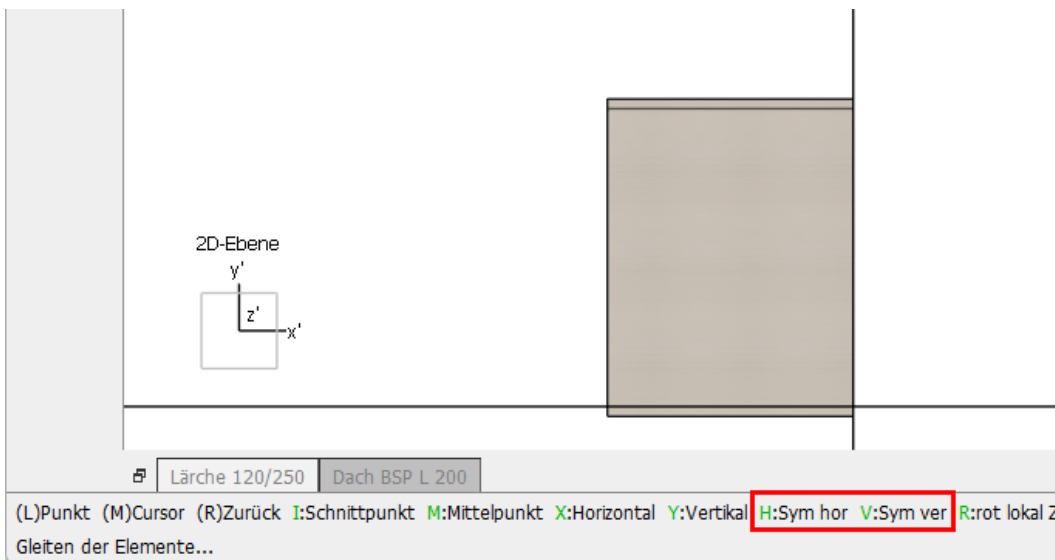 2D-Ebene
y'
z'
x'
Lärche 120/250 Dach BSP L 200
(L)Punkt (M)Cursor (R)Zurück I:Schnittpunkt M:Mittelpunkt X:Horizontal Y:Vertikal H:Sym hor V:Sym ver R:rot lokal Z
Gleiten der Elemente...